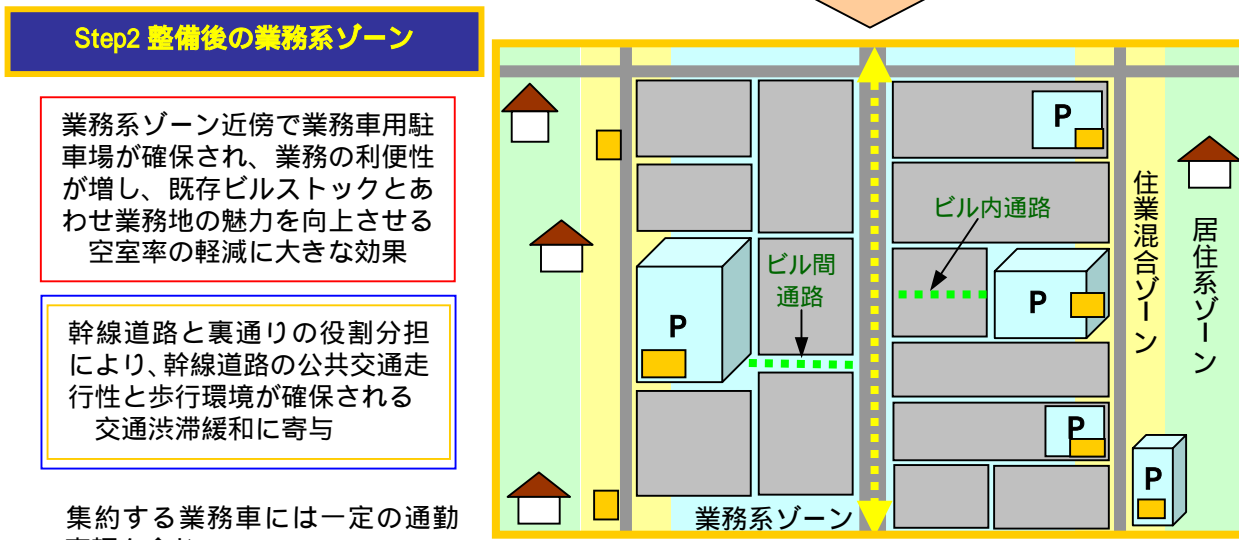 Step2 整備後の業務系ゾーン
業務系ゾーン近傍で業務車用駐
車場が確保され、業務の利便性
が増し、既存ビルストックとあ
わせ業務地の魅力を向上させる
空室率の軽減に大きな効果
幹線道路と裏通りの役割分担
により、幹線道路の公共交通走
行性と歩行環境が確保される
交通渋滞緩和に寄与
集約する業務車には一定の通勤
P
ビル内通路
ビル間
通路
P
P
P
P
業務系ゾーン
住業混合ゾーン
居住系ゾーン